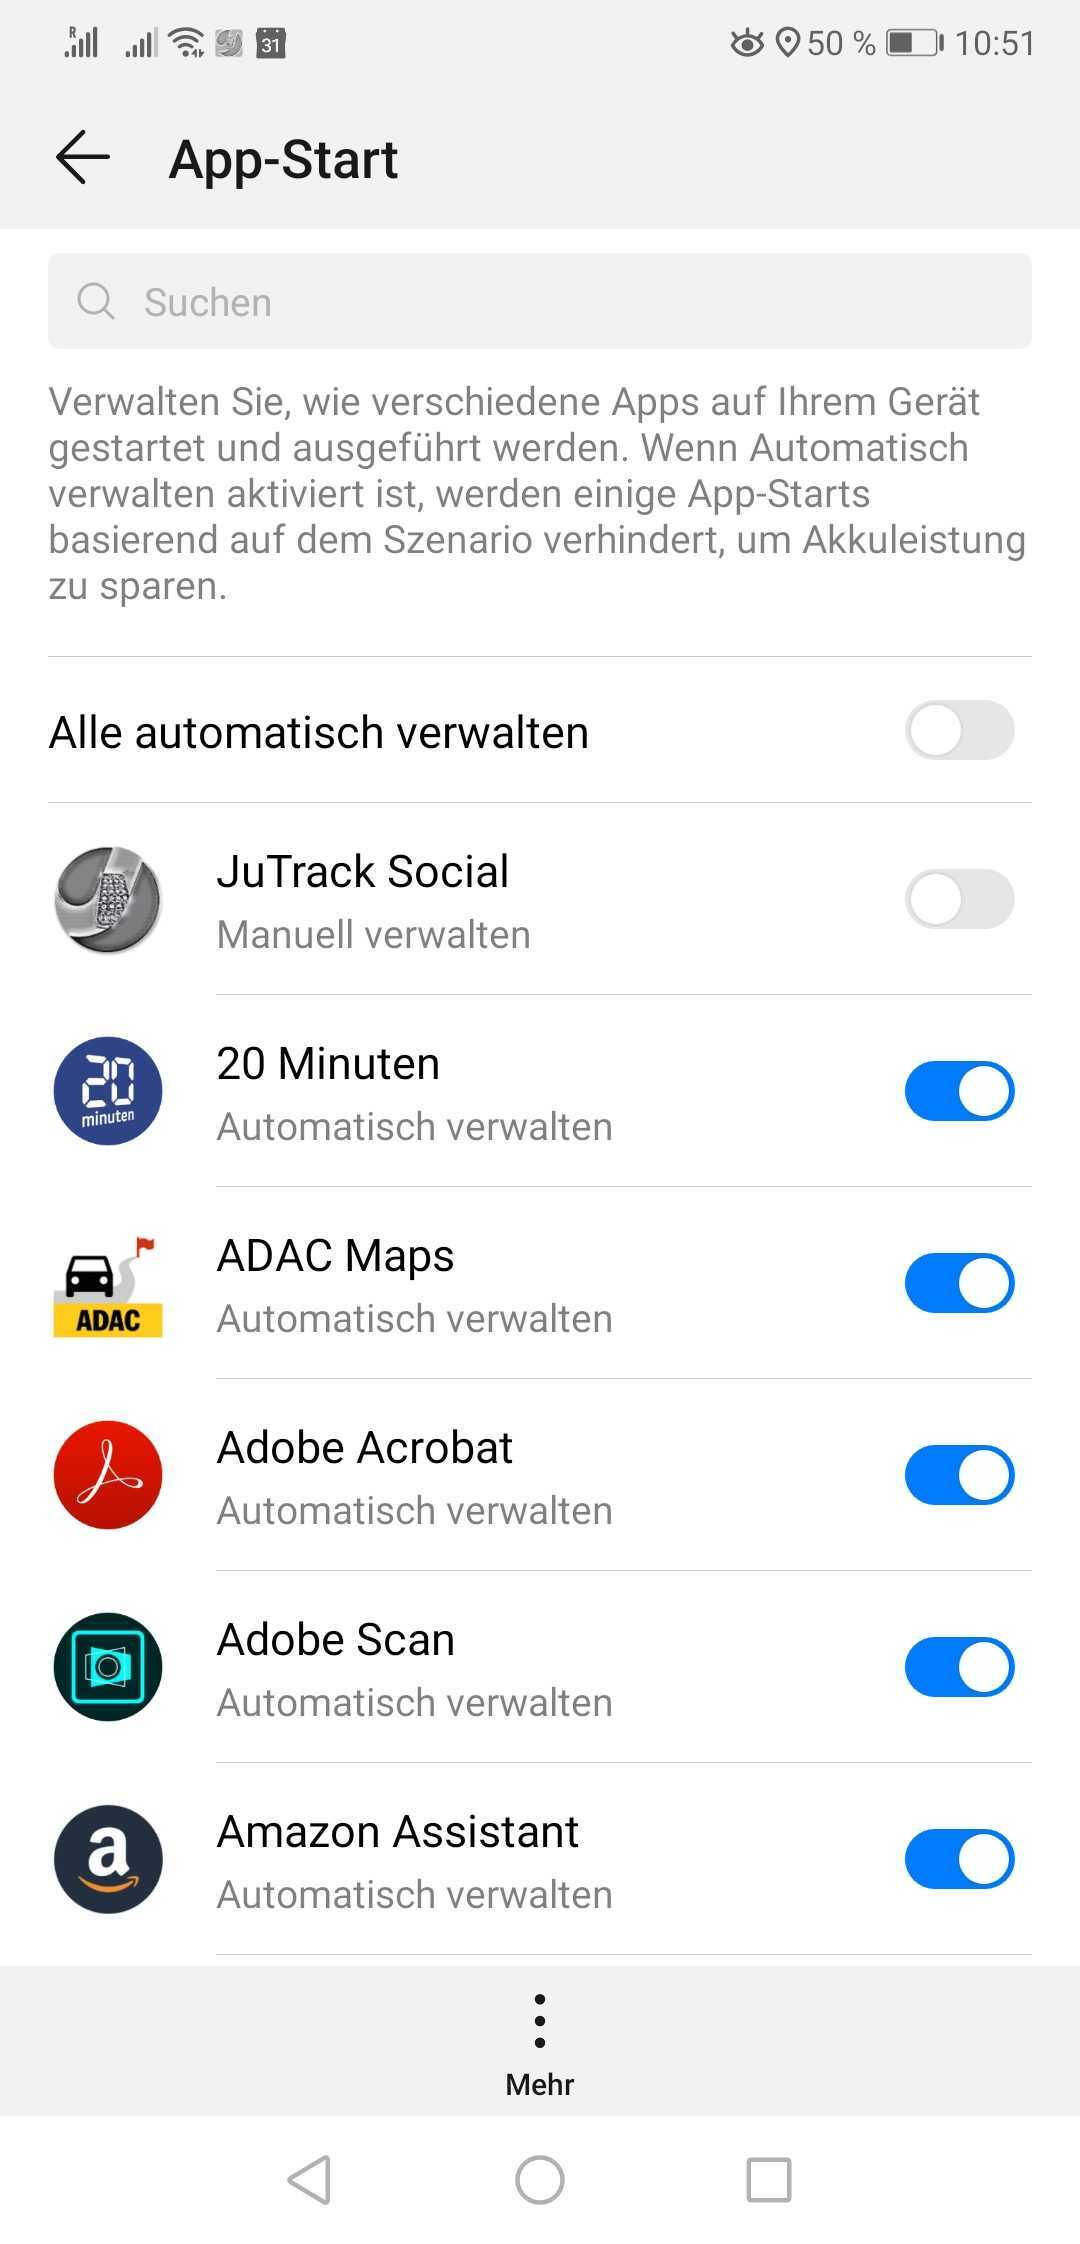 R
31
50 %
10:51
App-Start
Suchen
Verwalten Sie, wie verschiedene Apps auf Ihrem Gerät
gestartet und ausgeführt werden. Wenn Automatisch
verwalten aktiviert ist, werden einige App-Starts
basierend auf dem Szenario verhindert, um Akkuleistung
zu sparen.
Alle automatisch verwalten
JuTrack Social
Manuell verwalten
20
minuten
20 Minuten
Automatisch verwalten
ADAC
ADAC Maps
Automatisch verwalten
Adobe Acrobat
Automatisch verwalten
Adobe Scan
Automatisch verwalten
a
Amazon Assistant
Automatisch verwalten
Mehr